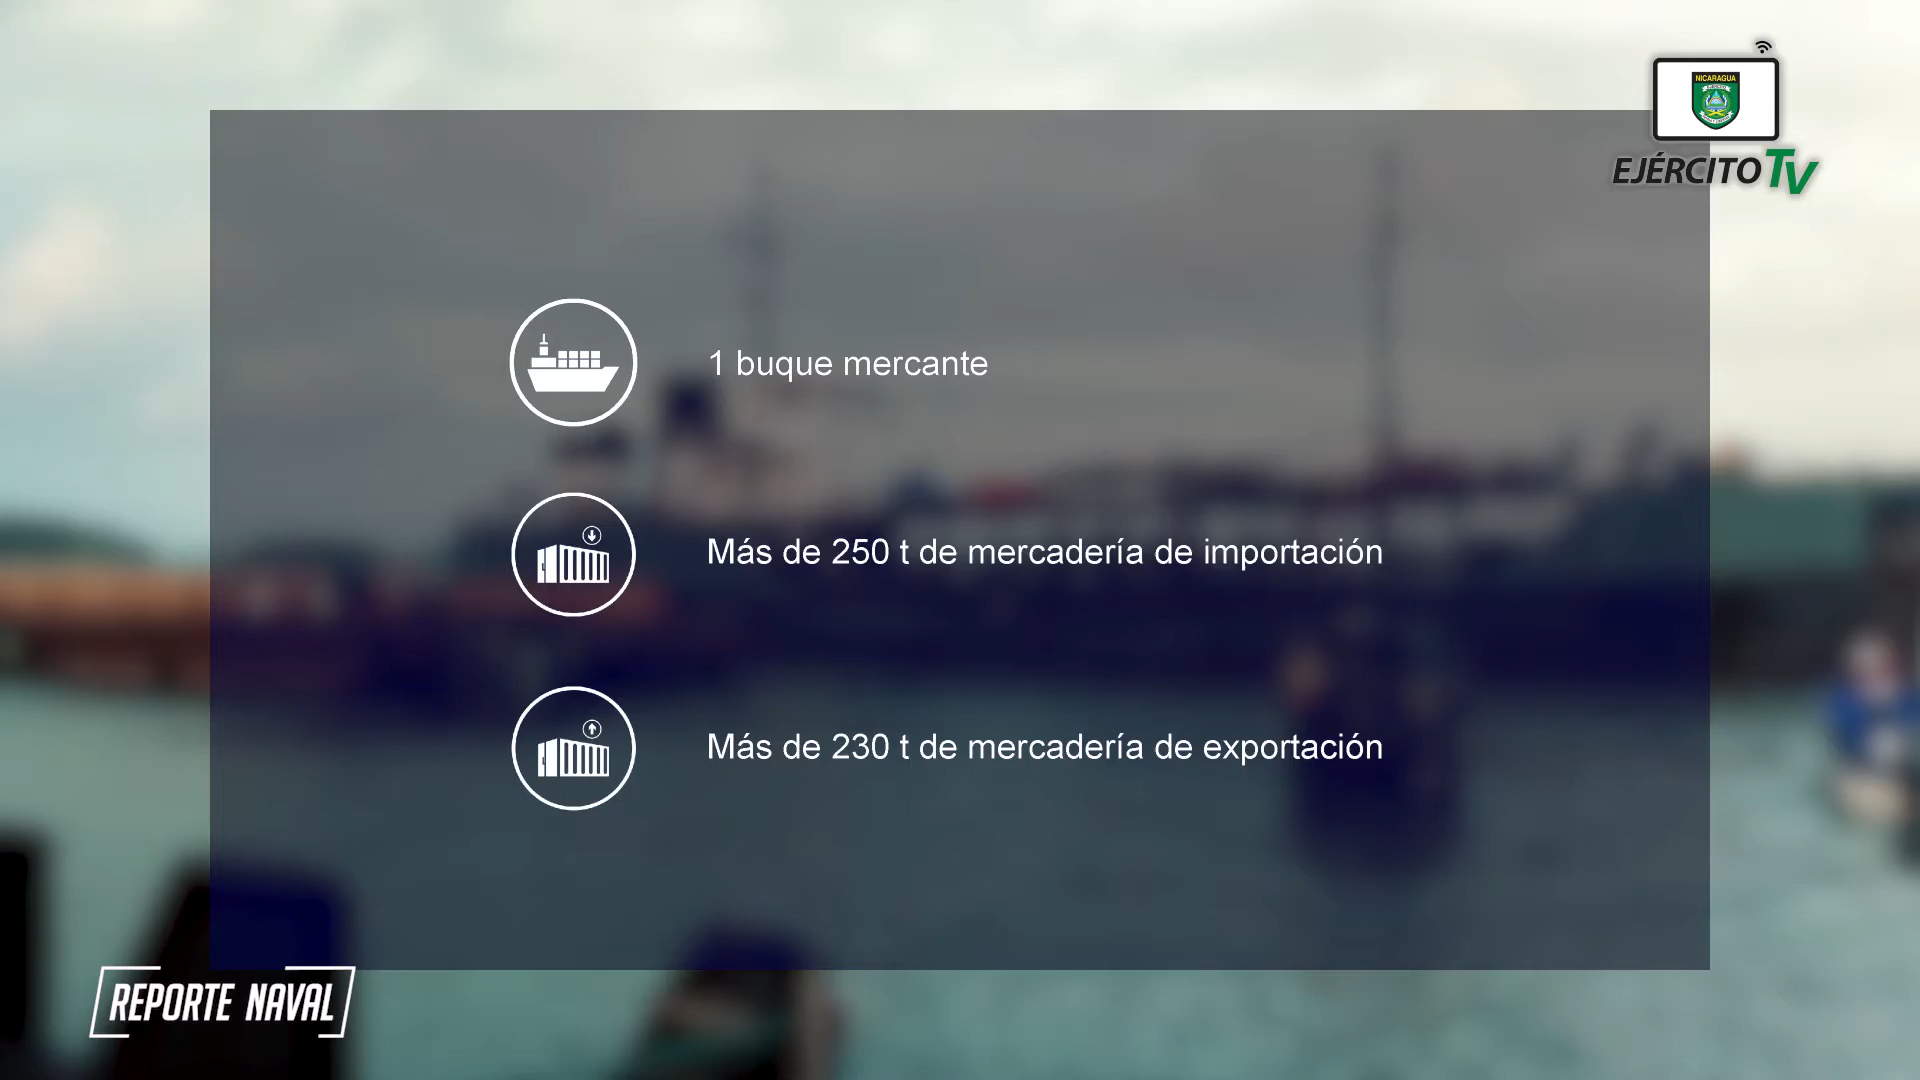 NICARAGUA
EJÉRCITO TV
1 buque mercante
Más de 250 t de mercadería de importación
Más de 230 t de mercadería de exportación
REPORTE NAVAL